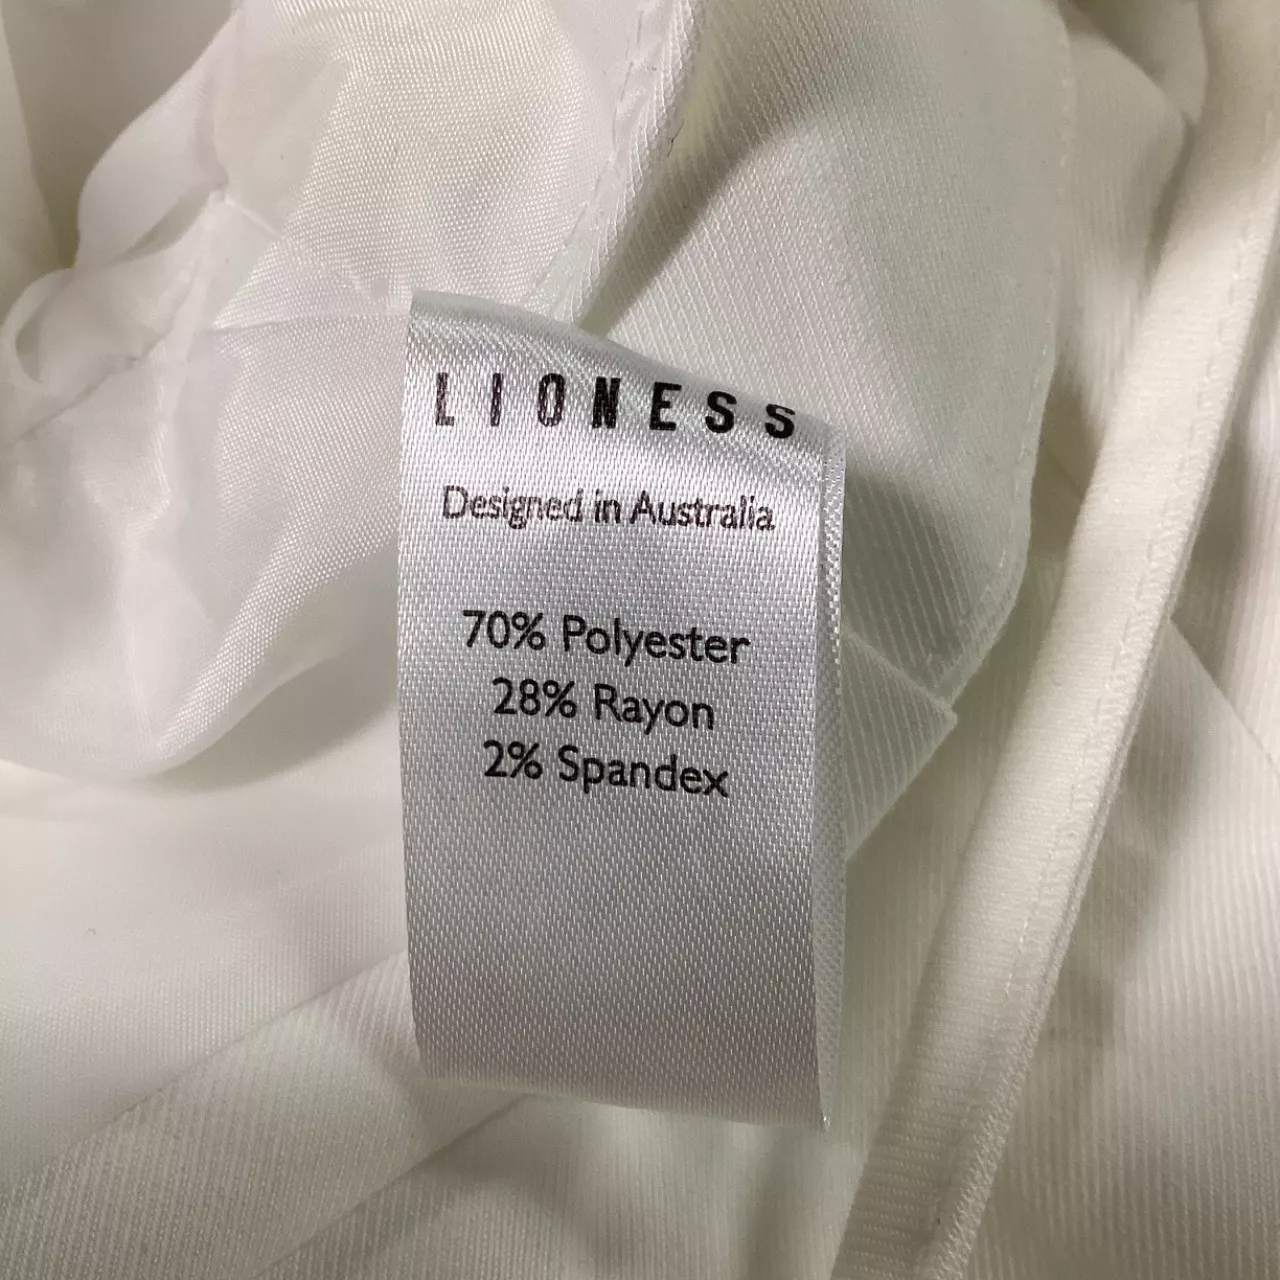 LIONESS
Designed in Australia
70% Polyester
28% Rayon
2% Spandex